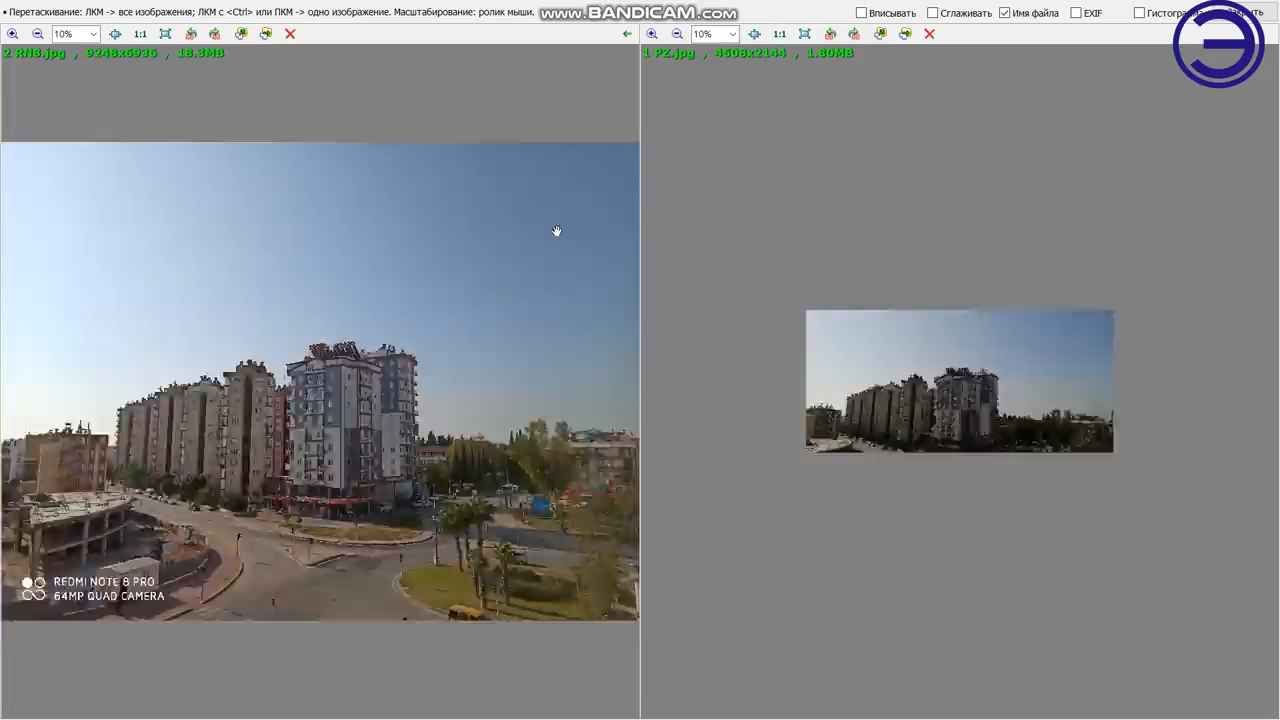 • Перетаскивание: ЛКМ -> все изображения; ЛКМ с <Ctrl> или ПКМ -> одно изображение. Масштабирование: ролик мыши.
www.BANDICAM.com
Вписывать Сглаживать Имя файла EXIF
10% 1:1
10% 1:1
2 RN8.jpg , 9248x6936 , 18.3MB
1 PZ.jpg , 4608x2144 , 1.80MB
Э
REDMI NOTE 8 PRO
64MP QUAD CAMERA